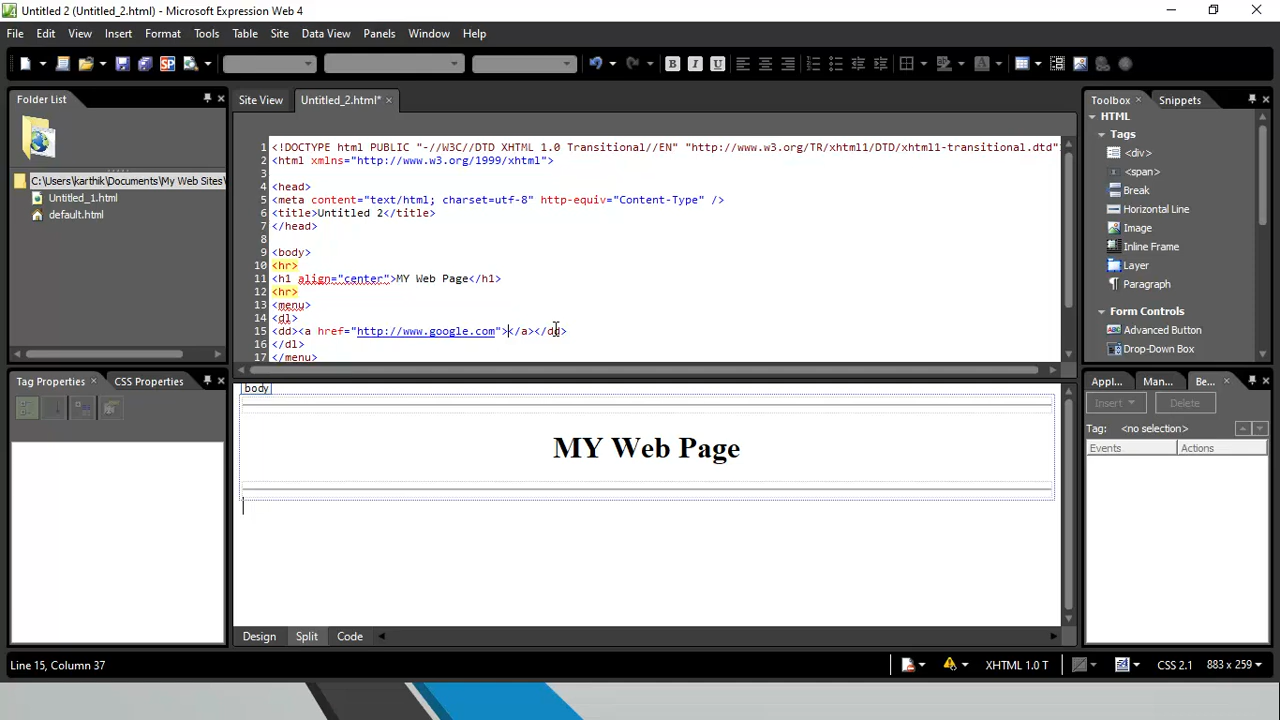 Untitled 2 (Untitled_2.html) - Microsoft Expression Web 4
File Edit View Insert Format Tools Table Site Data View Panels Window Help
SP B I U A
Folder List
C:\Users\karthik\Documents\My Web Sites\
Untitled_1.html
default.html
Tag Properties CSS Properties
Site View Untitled_2.html*
1 <!DOCTYPE html PUBLIC "-//W3C//DTD XHTML 1.0 Transitional//EN" "http://www.w3.org/TR/xhtml1/DTD/xhtml1-transitional.dtd"
2 <html xmlns="http://www.w3.org/1999/xhtml">
3
4 <head>
5 <meta content="text/html; charset=utf-8" http-equiv="Content-Type" />
6 <title>Untitled 2</title>
7 </head>
8
9 <body>
10 <hr>
11 <h1 align="center">MY Web Page</h1>
12 <hr>
13 <menu>
14 <dl>
15 <dd><a href="http://www.google.com"></a></dd>
16 </dl>
17 </menu>
body
MY Web Page
Design Split Code
Toolbox Snippets
HTML
Tags
<div>
<span>
Break
Horizontal Line
Image
Inline Frame
Layer
Paragraph
Form Controls
Advanced Button
Drop-Down Box
Appl... Man... Be...
Insert Delete
Tag: <no selection>
Events Actions
Line 15, Column 37
XHTML 1.0 T CSS 2.1 883 x 259